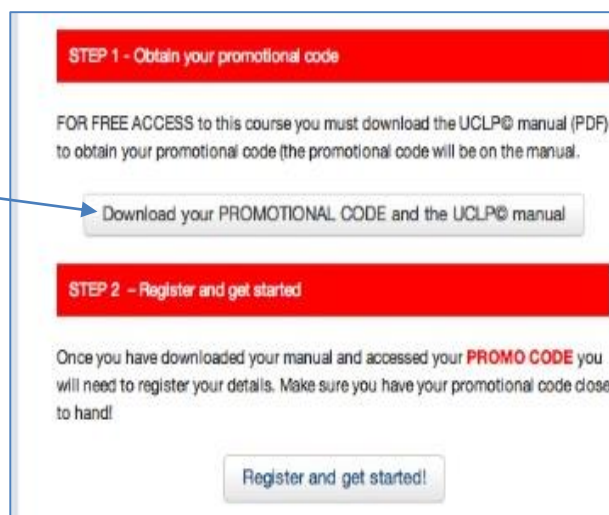 STEP 1 - Obtain your promotional code
FOR FREE ACCESS to this course you must download the UCLP© manual (PDF)
to obtain your promotional code (the promotional code will be on the manual.
Download your PROMOTIONAL CODE and the UCLP© manual
STEP 2 – Register and get started
Once you have downloaded your manual and accessed your PROMO CODE you
will need to register your details. Make sure you have your promotional code close
to hand!
Register and get started!